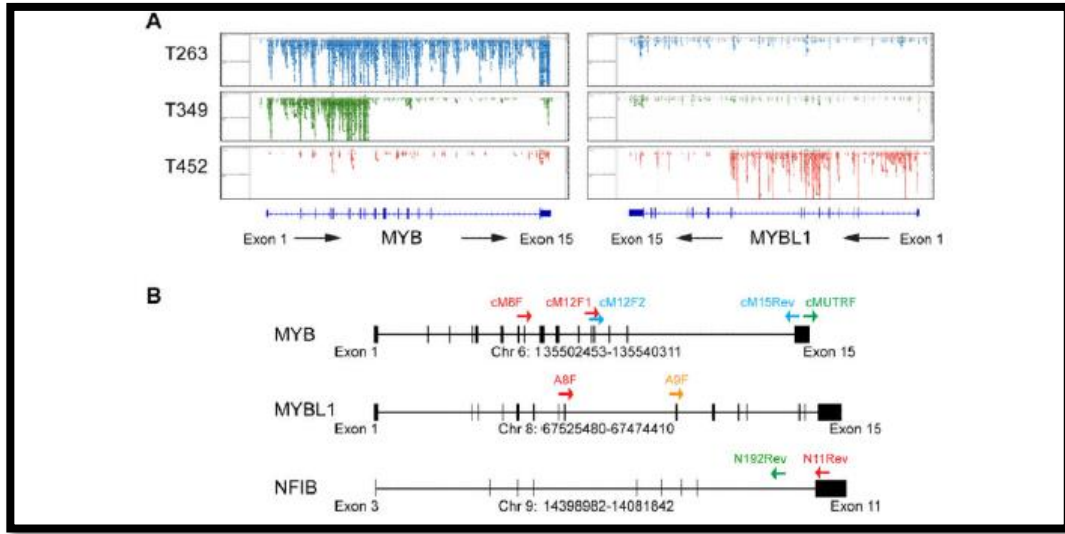 A
T263
T349
T452
Exon 1 MYB Exon 15 Exon 15 MYBL1 Exon 1
B
cM8F cM12F1 cM12F2 cM15Rev cMUTRF
MYB
Exon 1 Chr 6: 135502453-135540311 Exon 15
A8F A9F
MYBL1
Exon 1 Chr 8: 67525480-67474410 Exon 15
N192Rev N11Rev
NFIB
Exon 3 Chr 9: 14398982-14081842 Exon 11